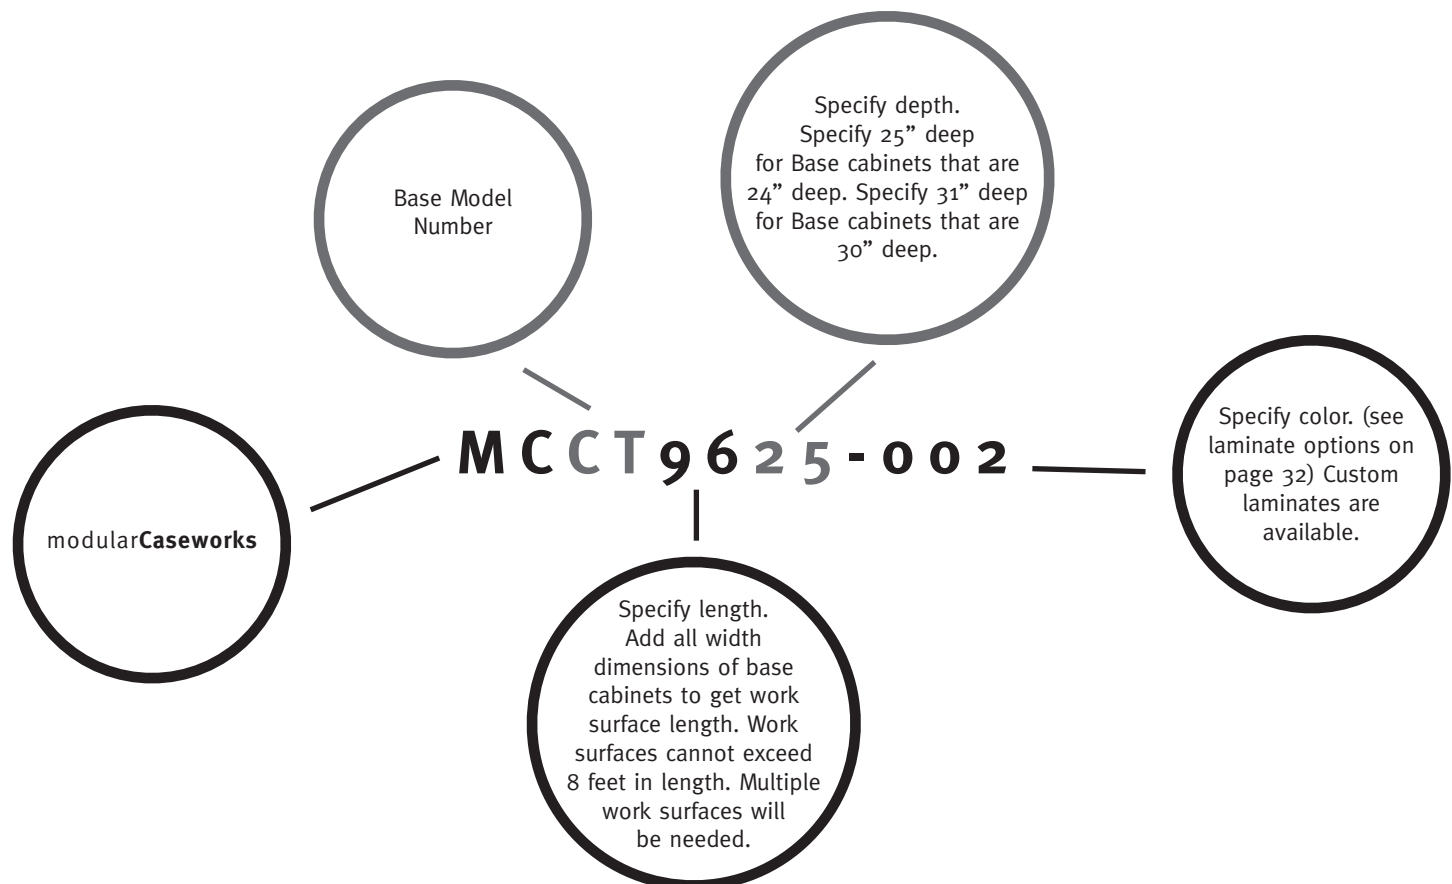 Specify depth.
Specify 25” deep
for Base cabinets that are
24” deep. Specify 31” deep
for Base cabinets that are
30” deep.
Base Model
Number
MCCT9625-002
Specify color. (see
laminate options on
page 32) Custom
laminates are
available.
modularCaseworks
Specify length.
Add all width
dimensions of base
cabinets to get work
surface length. Work
surfaces cannot exceed
8 feet in length. Multiple
work surfaces will
be needed.